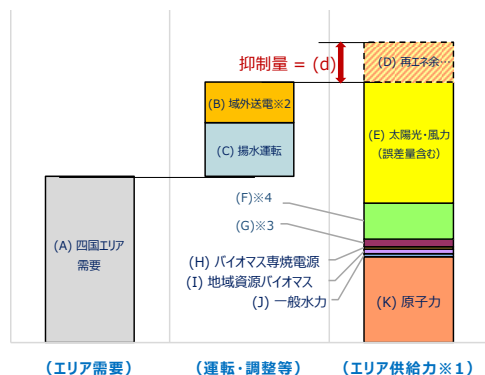 抑制量 = (d)
(D) 再エネ余…
(B) 域外送電※2
(C) 揚水運転
(E) 太陽光・風力
(誤差量含む)
(A) 四国エリア
需要
(F)※4
(G)※3
(H) バイオマス専焼電源
(I) 地域資源バイオマス
(J) 一般水力
(K) 原子力
(エリア需要)
(運転・調整等)
(エリア供給力※1)